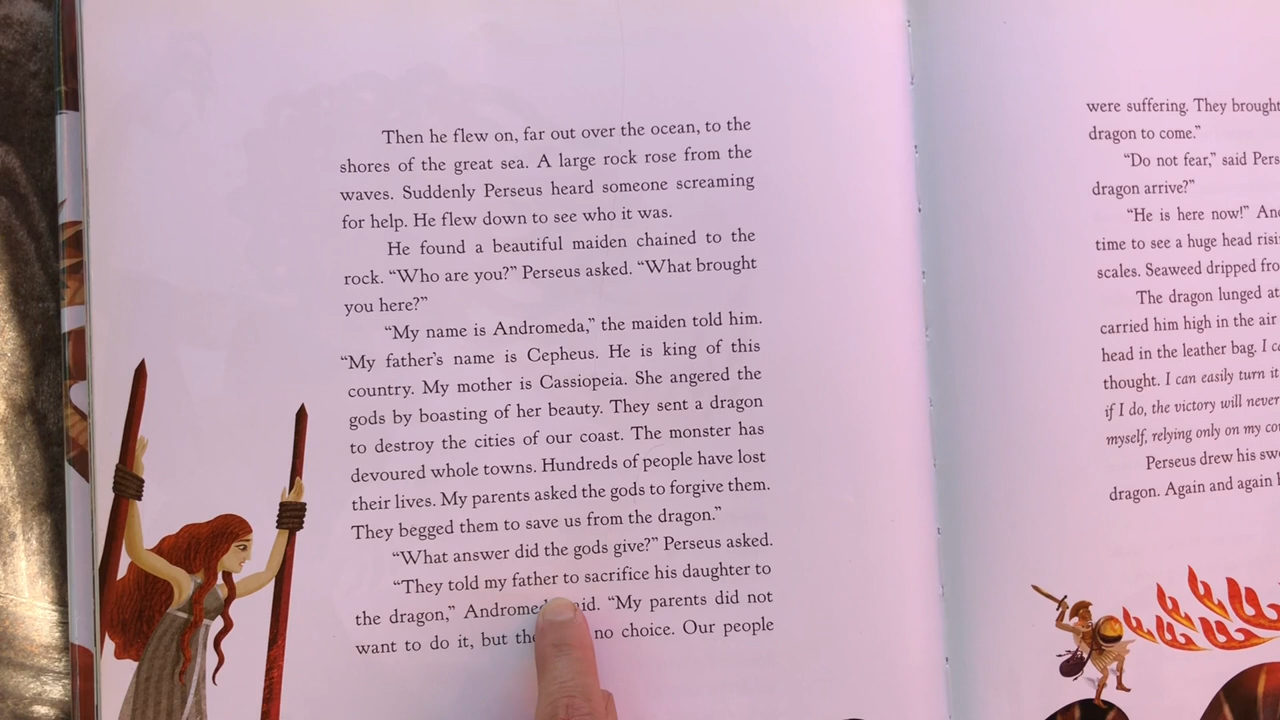 Then he flew on, far out over the ocean, to the
shores of the great sea. A large rock rose from the
waves. Suddenly Perseus heard someone screaming
for help. He flew down to see who it was.
He found a beautiful maiden chained to the
rock. “Who are you?” Perseus asked. “What brought
you here?”
“My name is Andromeda,” the maiden told him.
“My father’s name is Cepheus. He is king of this
country. My mother is Cassiopeia. She angered the
gods by boasting of her beauty. They sent a dragon
to destroy the cities of our coast. The monster has
devoured whole towns. Hundreds of people have lost
their lives. My parents asked the gods to forgive them.
They begged them to save us from the dragon.”
“What answer did the gods give?” Perseus asked.
“They told my father to sacrifice his daughter to
the dragon,” “My parents did not
want to do it, but no choice. Our people
were suffering. They brought
dragon to come.”
“Do not fear,” said
dragon arrive?”
“He is here now!”
time to see a huge head
scales. Seaweed dripped
The dragon lunged at
carried him high in the air
head in the leather bag. I
thought. I can easily turn it
if I do, the victory will never
myself, relying only on my
Perseus drew his
dragon. Again and again